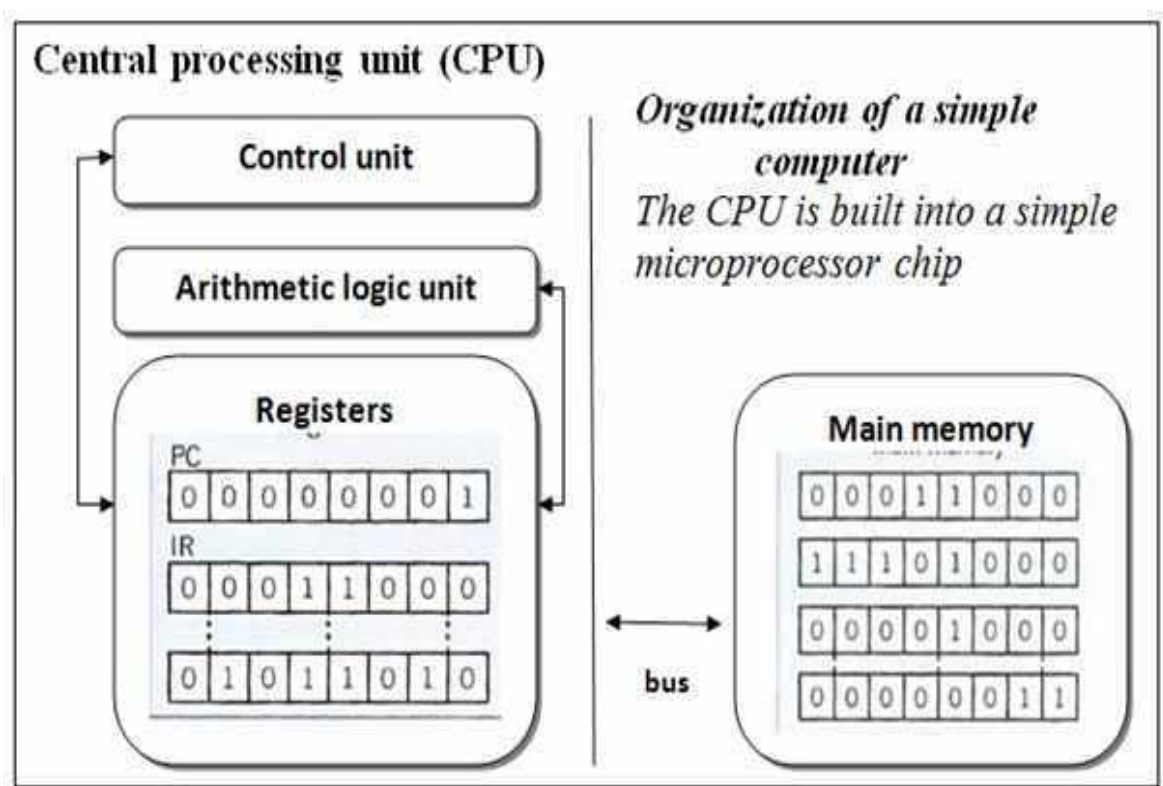 Central processing unit (CPU)
Control unit
Arithmetic logic unit
Registers
PC
0 0 0 0 0 0 0 1
IR
0 0 0 1 1 0 0 0
0 1 0 1 1 0 1 0
Organization of a simple
computer
The CPU is built into a simple
microprocessor chip
bus
Main memory
0 0 0 1 1 0 0 0
1 1 1 0 1 0 0 0
0 0 0 0 1 0 0 0
0 0 0 0 0 0 1 1